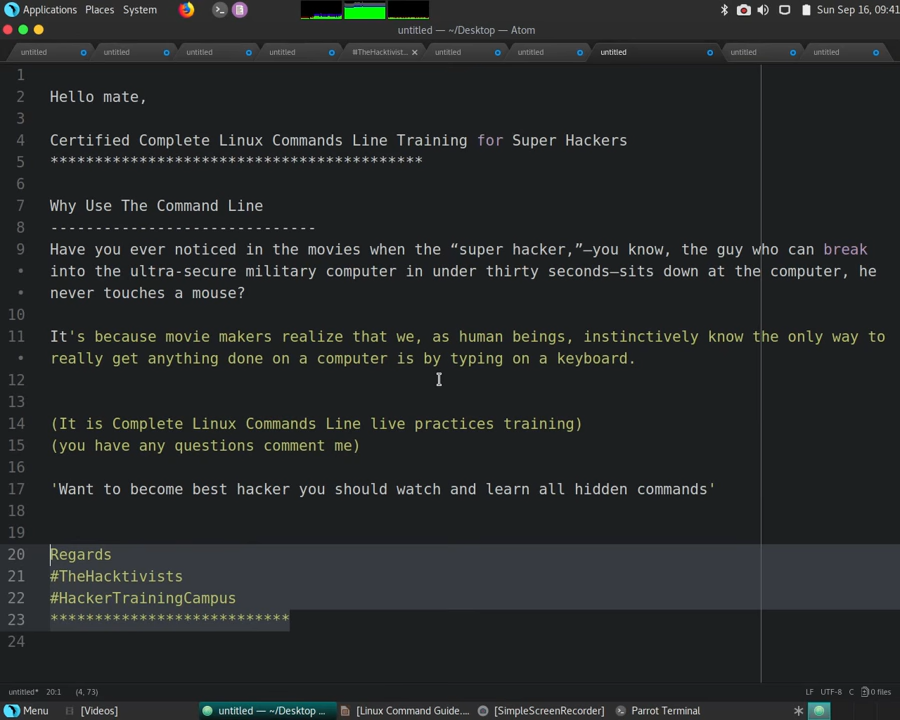 Applications Places System Sun Sep 16, 09:41
untitled — ~/Desktop — Atom
untitled untitled untitled untitled #TheHacktivist... untitled untitled untitled untitled untitled
1
2 Hello mate,
3
4 Certified Complete Linux Commands Line Training for Super Hackers
5 ******************************************
6
7 Why Use The Command Line
8 ------------------------------
9 Have you ever noticed in the movies when the “super hacker,”—you know, the guy who can break
• into the ultra-secure military computer in under thirty seconds—sits down at the computer, he
• never touches a mouse?
10
11 It's because movie makers realize that we, as human beings, instinctively know the only way to
• really get anything done on a computer is by typing on a keyboard.
12
13
14 (It is Complete Linux Commands Line live practices training)
15 (you have any questions comment me)
16
17 'Want to become best hacker you should watch and learn all hidden commands'
18
19
20 Regards
21 #TheHacktivists
22 #HackerTrainingCampus
23 ***************************
24
untitled* 20:1 (4, 73) LF UTF-8 C 0 files
Menu [Videos] untitled — ~/Desktop ... [Linux Command Guide.... [SimpleScreenRecorder] Parrot Terminal